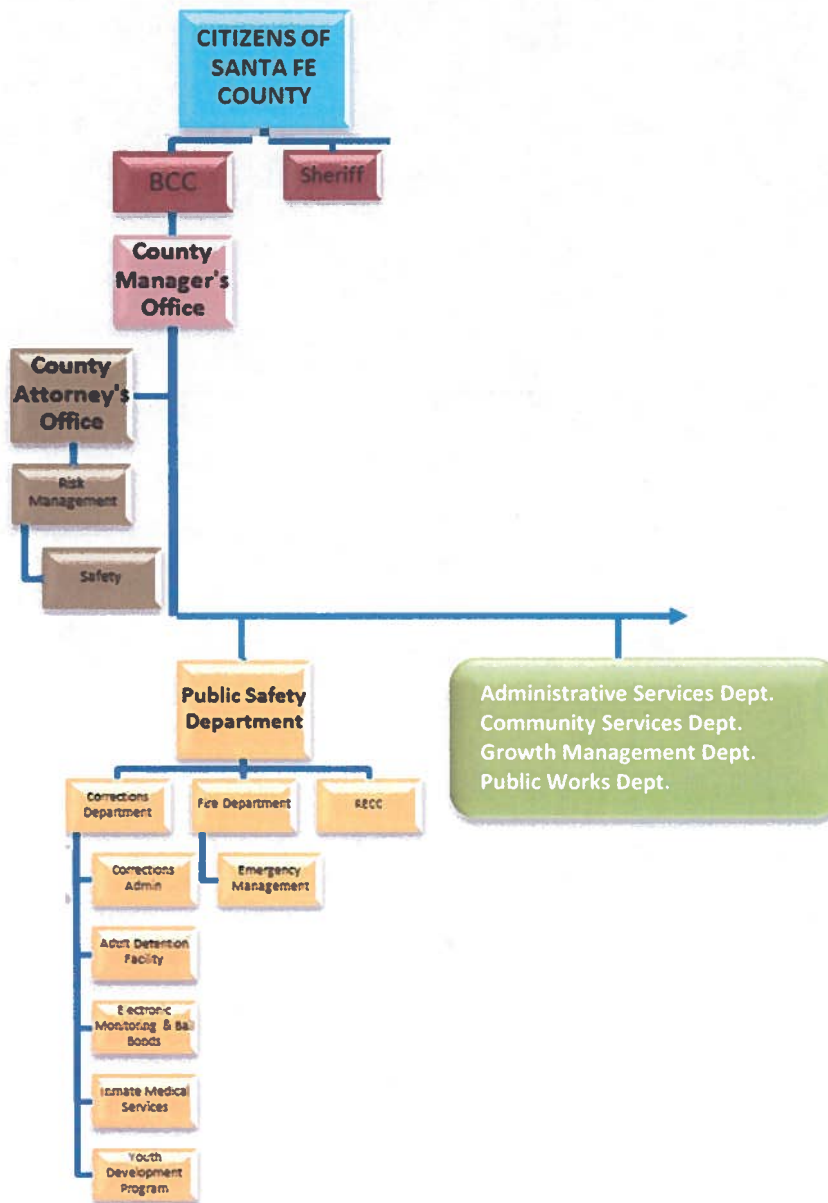 CITIZENS OF
SANTA FE
COUNTY
BCC
Sheriff
County
Manager's
Office
County
Attorney's
Office
Risk
Management
Safety
Public Safety
Department
Administrative Services Dept.
Community Services Dept.
Growth Management Dept.
Public Works Dept.
Corrections
Department
Fire Department
RECC
Corrections
Admin
Emergency
Management
Adult Detention
Facility
Electronic
Monitoring & Bail
Bonds
Inmate Medical
Services
Youth
Development
Program